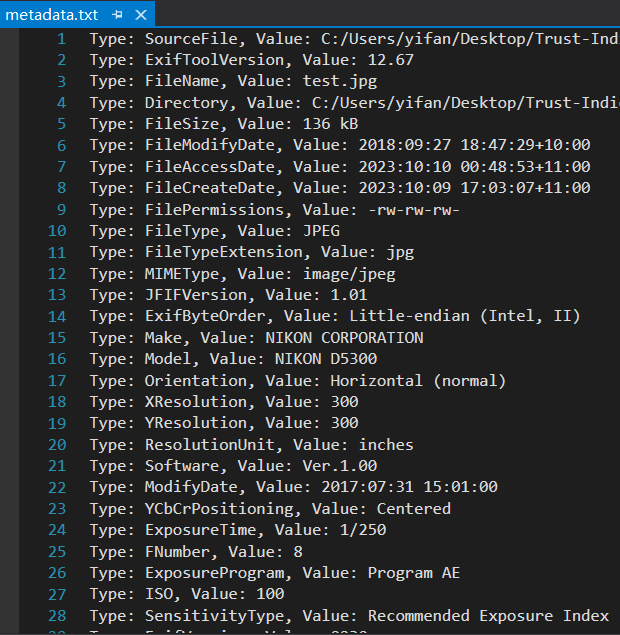 metadata.txt
1 Type: SourceFile, Value: C:/Users/yifan/Desktop/Trust-Indi
2 Type: ExifToolVersion, Value: 12.67
3 Type: FileName, Value: test.jpg
4 Type: Directory, Value: C:/Users/yifan/Desktop/Trust-Indi
5 Type: FileSize, Value: 136 kB
6 Type: FileModifyDate, Value: 2018:09:27 18:47:29+10:00
7 Type: FileAccessDate, Value: 2023:10:10 00:48:53+11:00
8 Type: FileCreateDate, Value: 2023:10:09 17:03:07+11:00
9 Type: FilePermissions, Value: -rw-rw-rw-
10 Type: FileType, Value: JPEG
11 Type: FileTypeExtension, Value: jpg
12 Type: MIMEType, Value: image/jpeg
13 Type: JFIFVersion, Value: 1.01
14 Type: ExifByteOrder, Value: Little-endian (Intel, II)
15 Type: Make, Value: NIKON CORPORATION
16 Type: Model, Value: NIKON D5300
17 Type: Orientation, Value: Horizontal (normal)
18 Type: XResolution, Value: 300
19 Type: YResolution, Value: 300
20 Type: ResolutionUnit, Value: inches
21 Type: Software, Value: Ver.1.00
22 Type: ModifyDate, Value: 2017:07:31 15:01:00
23 Type: YCbCrPositioning, Value: Centered
24 Type: ExposureTime, Value: 1/250
25 Type: FNumber, Value: 8
26 Type: ExposureProgram, Value: Program AE
27 Type: ISO, Value: 100
28 Type: SensitivityType, Value: Recommended Exposure Index